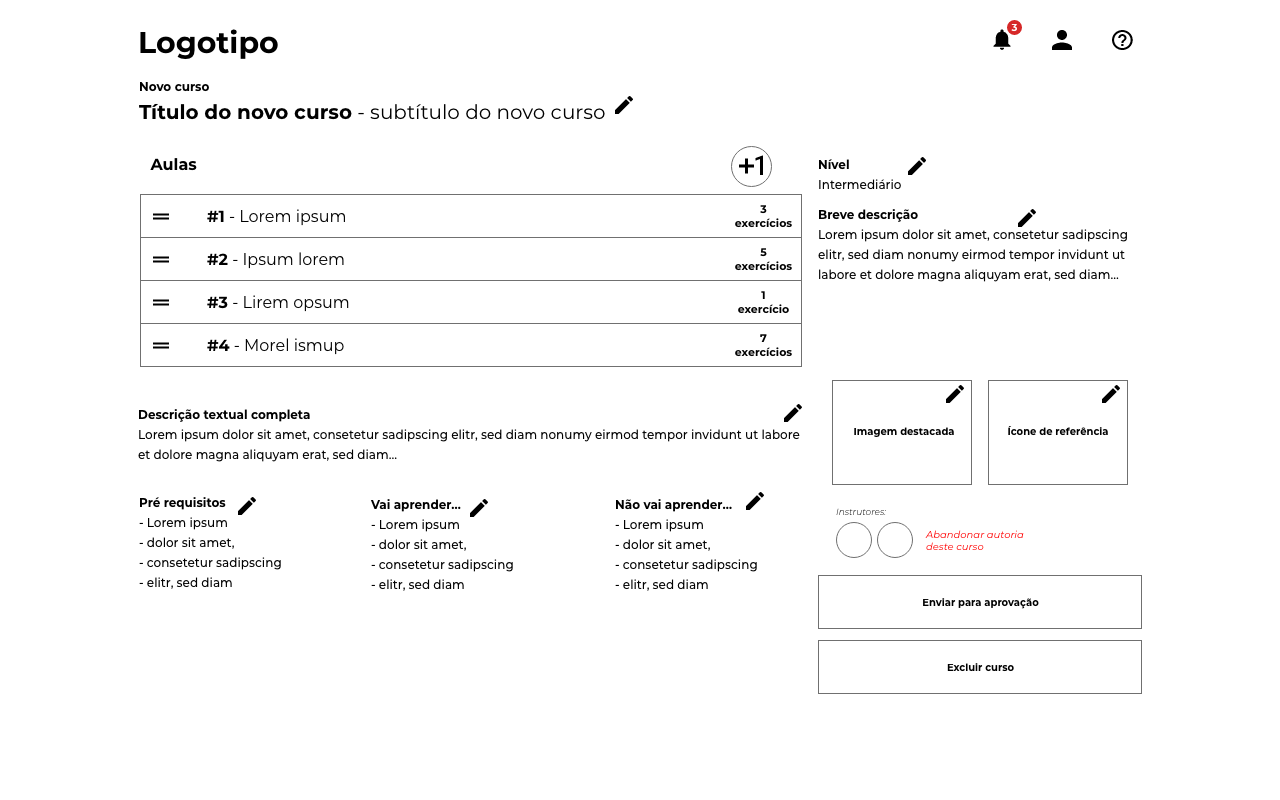 Logotipo
3
Novo curso
Título do novo curso - subtítulo do novo curso
Aulas
+1
#1 - Lorem ipsum
3
exercícios
#2 - Ipsum lorem
5
exercícios
#3 - Lirem opsum
1
exercício
#4 - Morel ismup
7
exercícios
Nível
Intermediário
Breve descrição
Lorem ipsum dolor sit amet, consetetur sadipscing
elitr, sed diam nonumy eirmod tempor invidunt ut
labore et dolore magna aliquyam erat, sed diam...
Descrição textual completa
Lorem ipsum dolor sit amet, consetetur sadipscing elitr, sed diam nonumy eirmod tempor invidunt ut labore
et dolore magna aliquyam erat, sed diam...
Pré requisitos
- Lorem ipsum
- dolor sit amet,
- consetetur sadipscing
- elitr, sed diam
Vai aprender...
- Lorem ipsum
- dolor sit amet,
- consetetur sadipscing
- elitr, sed diam
Não vai aprender...
- Lorem ipsum
- dolor sit amet,
- consetetur sadipscing
- elitr, sed diam
Imagem destacada
Ícone de referência
Instrutores:
Abandonar autoria
deste curso
Enviar para aprovação
Excluir curso